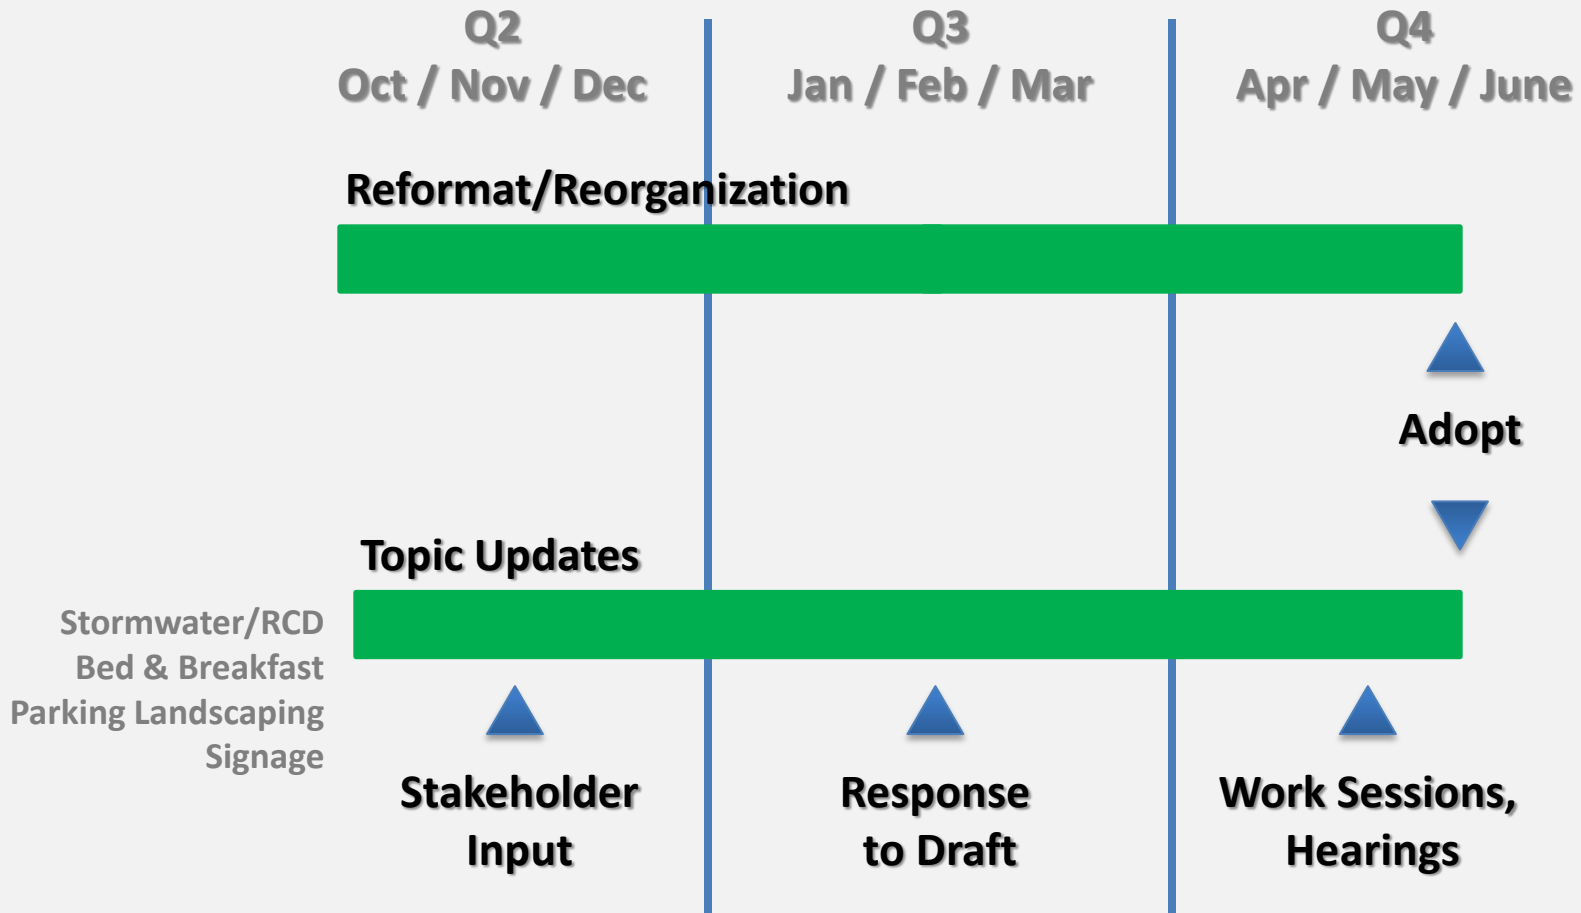 Q2
Oct / Nov / Dec
Q3
Jan / Feb / Mar
Q4
Apr / May / June
Reformat/Reorganization
Adopt
Topic Updates
Stormwater/RCD
Bed & Breakfast
Parking Landscaping
Signage
Stakeholder
Input
Response
to Draft
Work Sessions,
Hearings